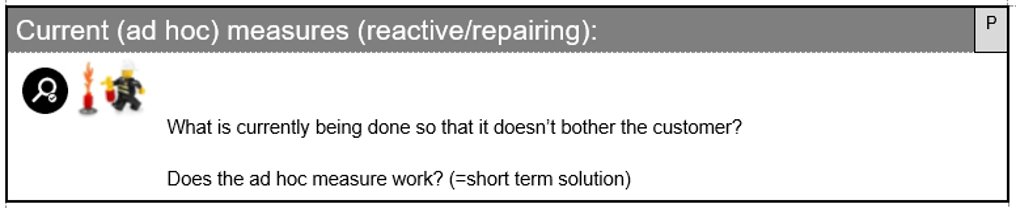 Current (ad hoc) measures (reactive/repairing):
P
What is currently being done so that it doesn’t bother the customer?
Does the ad hoc measure work? (=short term solution)